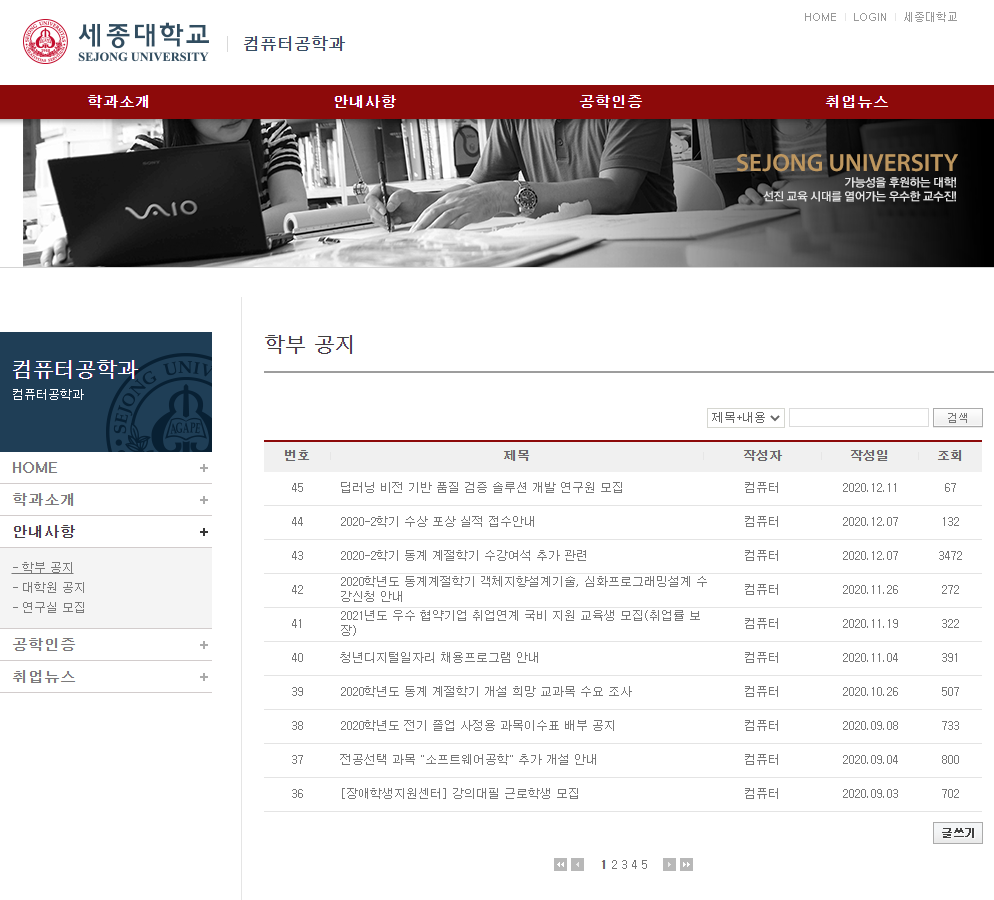 HOME LOGIN 세종대학교
세종대학교
SEJONG UNIVERSITY
컴퓨터공학과
학과소개 안내사항 공학인증 취업뉴스
SONY
VAIO
SEJONG UNIVERSITY
가능성을 후원하는 대학!
선진 교육 시대를 열어가는 우수한 교수진!!
컴퓨터공학과
컴퓨터공학과
SEJONG UNIV
AGAPE
HOME +
학과소개 +
안내사항 +
- 학부 공지
- 대학원 공지
- 연구실 모집
공학인증 +
취업뉴스 +
학부 공지
제목+내용 검색
번호 제목 작성자 작성일 조회
45 딥러닝 비전 기반 품질 검증 솔루션 개발 연구원 모집 컴퓨터 2020.12.11 67
44 2020-2학기 수상 포상 실적 접수안내 컴퓨터 2020.12.07 132
43 2020-2학기 동계 계절학기 수강여석 추가 관련 컴퓨터 2020.12.07 3472
42 2020학년도 동계계절학기 객체지향설계기술, 심화프로그래밍설계 수
강신청 안내 컴퓨터 2020.11.26 272
41 2021년도 우수 협약기업 취업연계 국비 지원 교육생 모집(취업률 보
장) 컴퓨터 2020.11.19 322
40 청년디지털일자리 채용프로그램 안내 컴퓨터 2020.11.04 391
39 2020학년도 동계 계절학기 개설 희망 교과목 수요 조사 컴퓨터 2020.10.26 507
38 2020학년도 전기 졸업 사정용 과목이수표 배부 공지 컴퓨터 2020.09.08 733
37 전공선택 과목 "소프트웨어공학" 추가 개설 안내 컴퓨터 2020.09.04 800
36 [장애학생지원센터] 강의대필 근로학생 모집 컴퓨터 2020.09.03 702
글쓰기
1 2 3 4 5